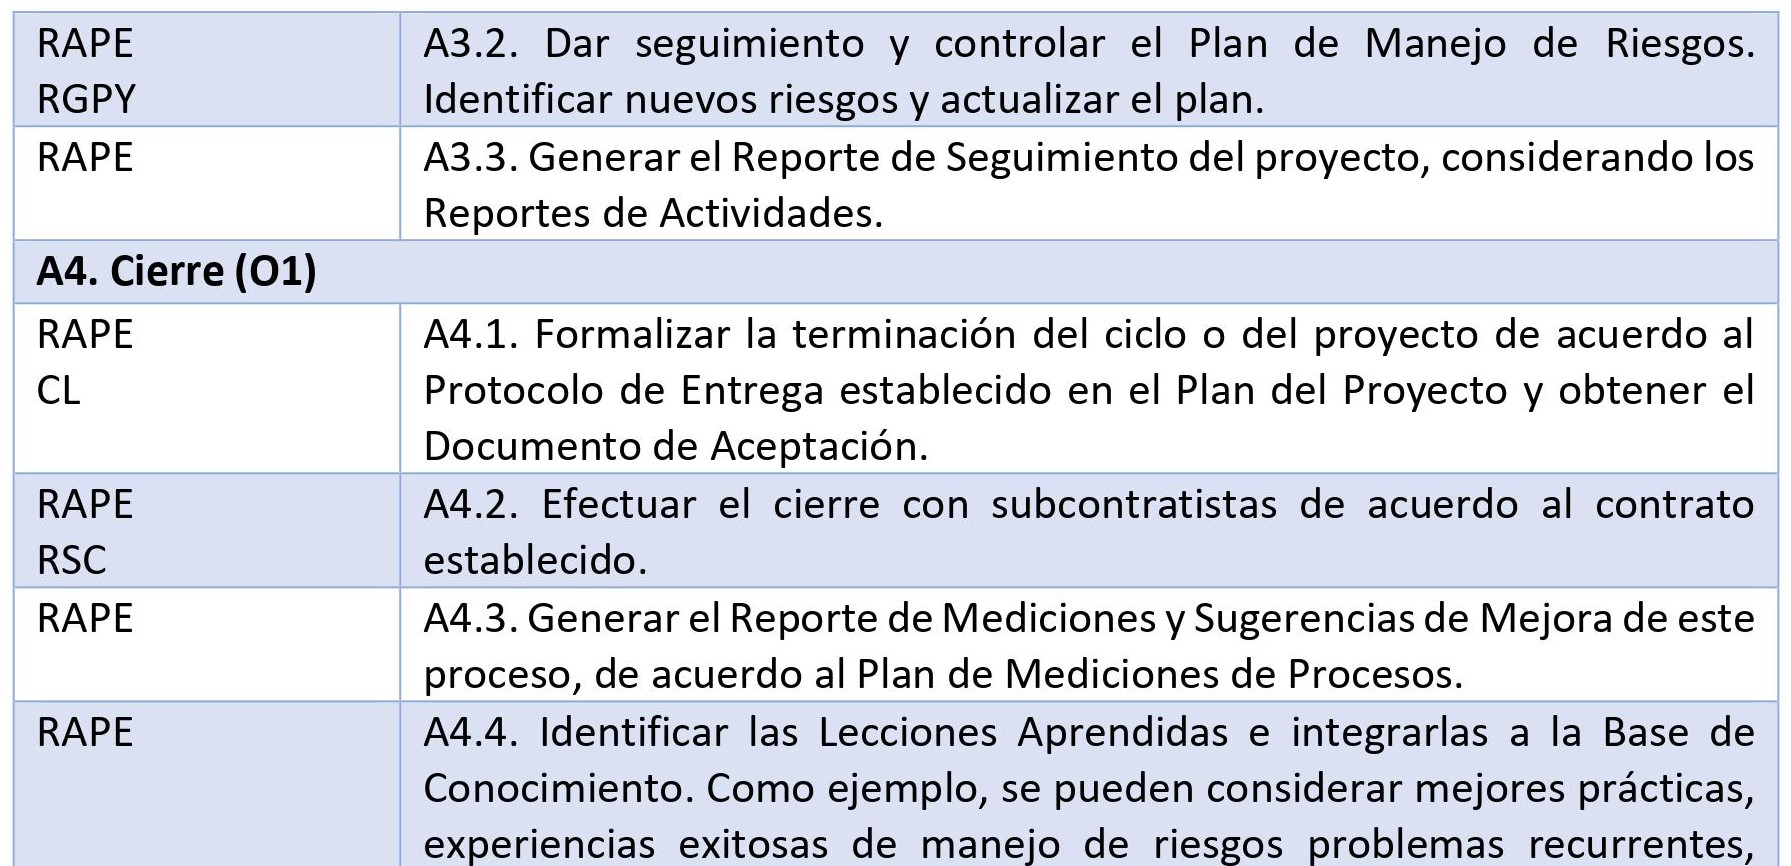 RAPE
RGPY
A3.2. Dar seguimiento y controlar el Plan de Manejo de Riesgos.
Identificar nuevos riesgos y actualizar el plan.
RAPE
A3.3. Generar el Reporte de Seguimiento del proyecto, considerando los
Reportes de Actividades.
A4. Cierre (O1)
RAPE
CL
A4.1. Formalizar la terminación del ciclo o del proyecto de acuerdo al
Protocolo de Entrega establecido en el Plan del Proyecto y obtener el
Documento de Aceptación.
RAPE
RSC
A4.2. Efectuar el cierre con subcontratistas de acuerdo al contrato
establecido.
RAPE
A4.3. Generar el Reporte de Mediciones y Sugerencias de Mejora de este
proceso, de acuerdo al Plan de Mediciones de Procesos.
RAPE
A4.4. Identificar las Lecciones Aprendidas e integrarlas a la Base de
Conocimiento. Como ejemplo, se pueden considerar mejores prácticas,
experiencias exitosas de manejo de riesgos problemas recurrentes,